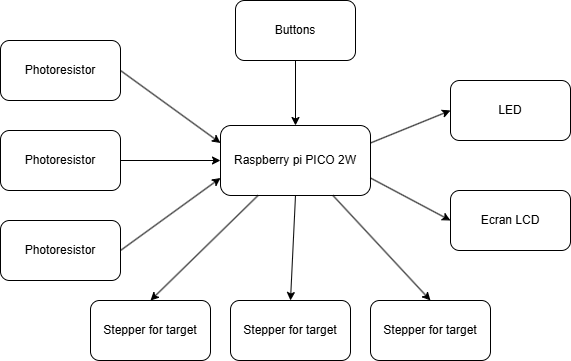 Buttons
Photoresistor
LED
Photoresistor
Raspberry pi PICO 2W
Ecran LCD
Photoresistor
Stepper for target
Stepper for target
Stepper for target